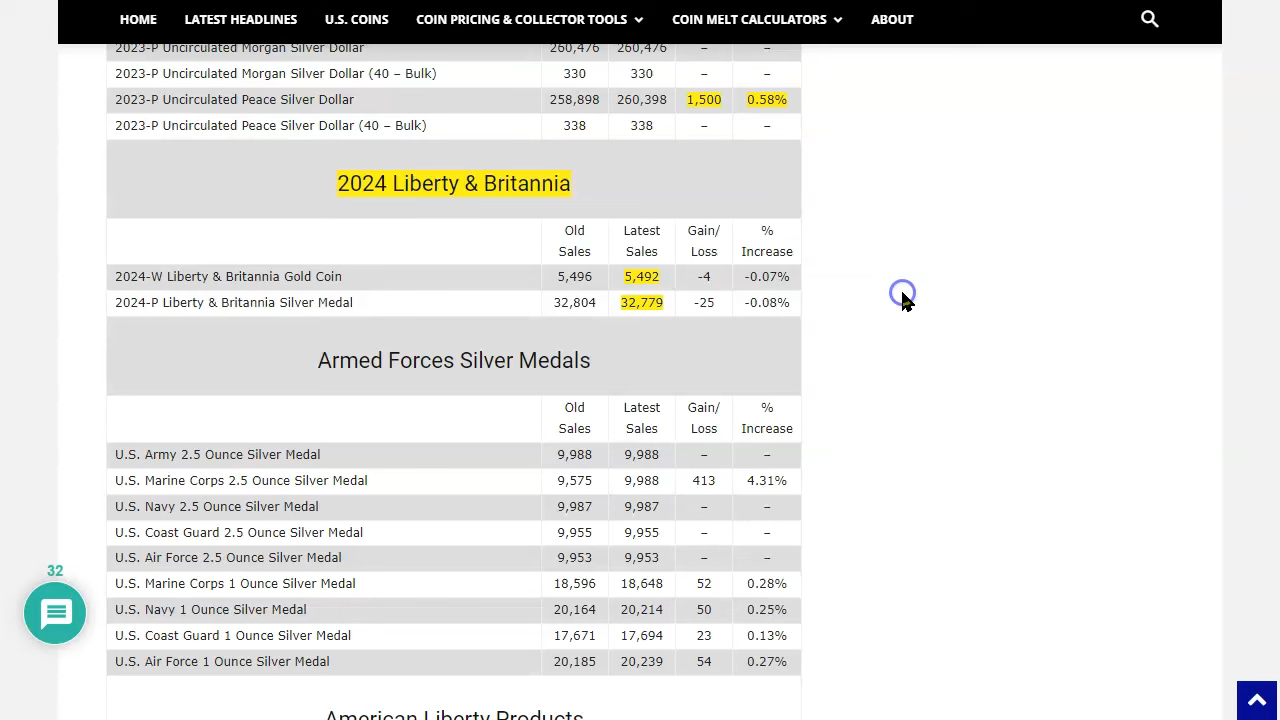 HOME LATEST HEADLINES U.S. COINS COIN PRICING & COLLECTOR TOOLS COIN MELT CALCULATORS ABOUT
2023-P Uncirculated Morgan Silver Dollar 260,476 260,476 – –
2023-P Uncirculated Morgan Silver Dollar (40 – Bulk) 330 330 – –
2023-P Uncirculated Peace Silver Dollar 258,898 260,398 1,500 0.58%
2023-P Uncirculated Peace Silver Dollar (40 – Bulk) 338 338 – –
2024 Liberty & Britannia
Old Latest Gain/ %
Sales Sales Loss Increase
2024-W Liberty & Britannia Gold Coin 5,496 5,492 -4 -0.07%
2024-P Liberty & Britannia Silver Medal 32,804 32,779 -25 -0.08%
Armed Forces Silver Medals
Old Latest Gain/ %
Sales Sales Loss Increase
U.S. Army 2.5 Ounce Silver Medal 9,988 9,988 – –
U.S. Marine Corps 2.5 Ounce Silver Medal 9,575 9,988 413 4.31%
U.S. Navy 2.5 Ounce Silver Medal 9,987 9,987 – –
U.S. Coast Guard 2.5 Ounce Silver Medal 9,955 9,955 – –
U.S. Air Force 2.5 Ounce Silver Medal 9,953 9,953 – –
32
U.S. Marine Corps 1 Ounce Silver Medal 18,596 18,648 52 0.28%
U.S. Navy 1 Ounce Silver Medal 20,164 20,214 50 0.25%
U.S. Coast Guard 1 Ounce Silver Medal 17,671 17,694 23 0.13%
U.S. Air Force 1 Ounce Silver Medal 20,185 20,239 54 0.27%
American Liberty Products